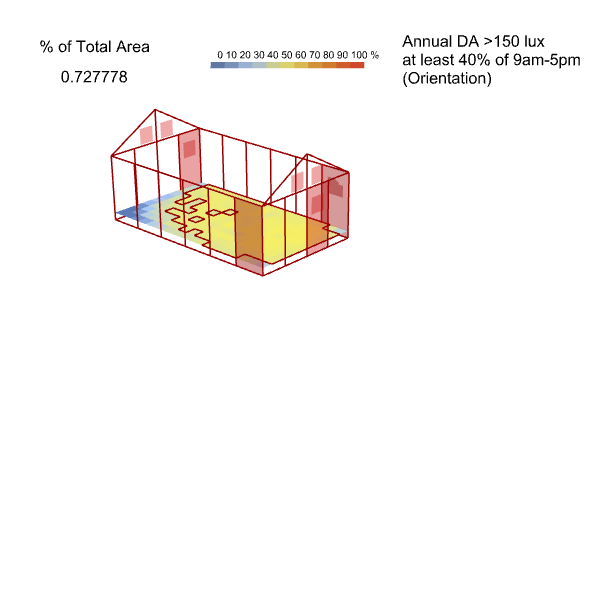 % of Total Area
0.727778
0 10 20 30 40 50 60 70 80 90 100 %
Annual DA >150 lux
at least 40% of 9am-5pm
(Orientation)